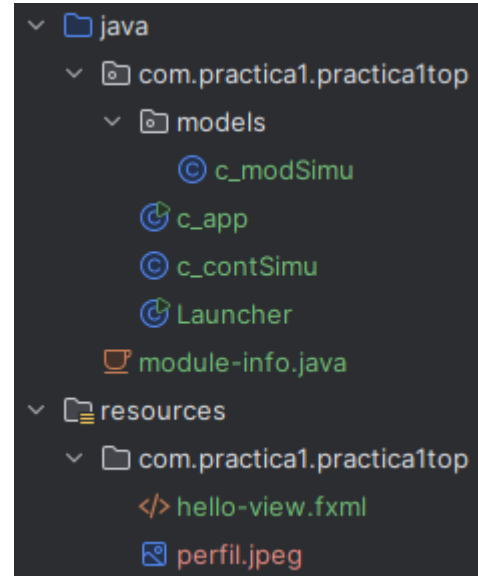 java
com.practica1.practica1top
models
c_modSimu
c_app
c_contSimu
Launcher
module-info.java
resources
com.practica1.practica1top
hello-view.fxml
perfil.jpeg